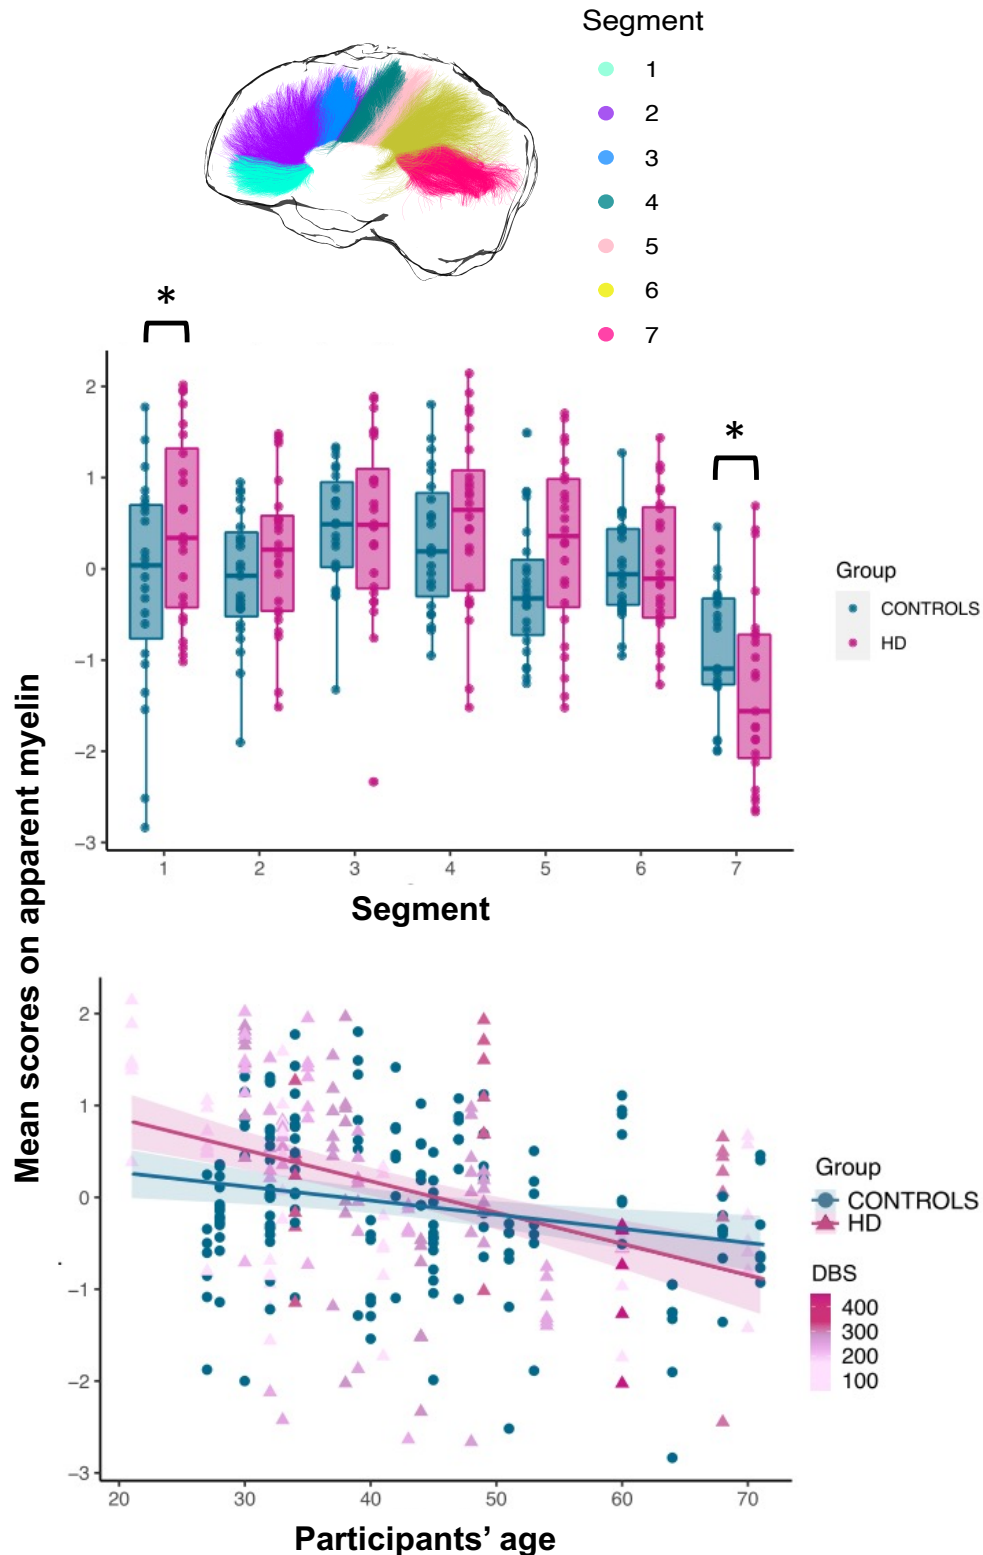 Segment
1
2
3
4
5
6
7
*
*
2
1
0
−1
−2
−3
1 2 3 4 5 6 7
Segment
Group
CONTROLS
HD
Mean scores on apparent myelin
2
1
0
−1
−2
−3
20 30 40 50 60 70
Participants’ age
Group
CONTROLS
HD
DBS
400
300
200
100